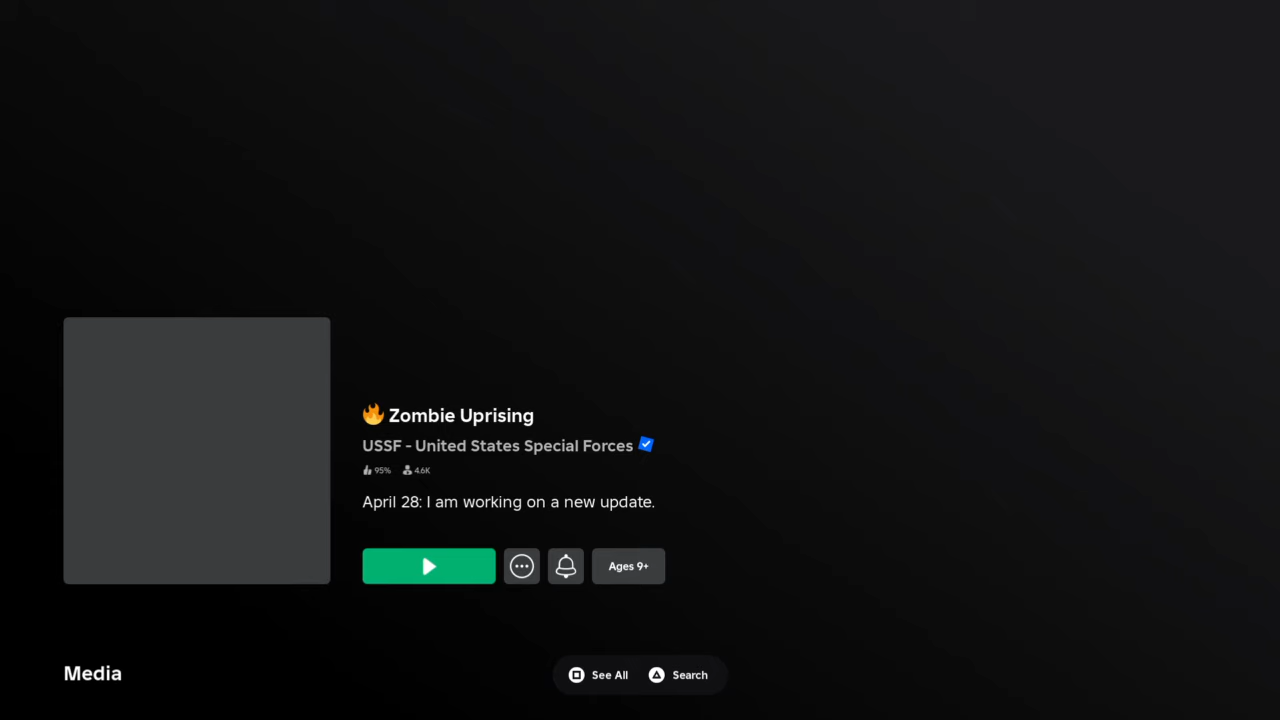 🔥 Zombie Uprising
USSF - United States Special Forces
95% 4.6K
April 28: I am working on a new update.
Ages 9+
Media
See All Search